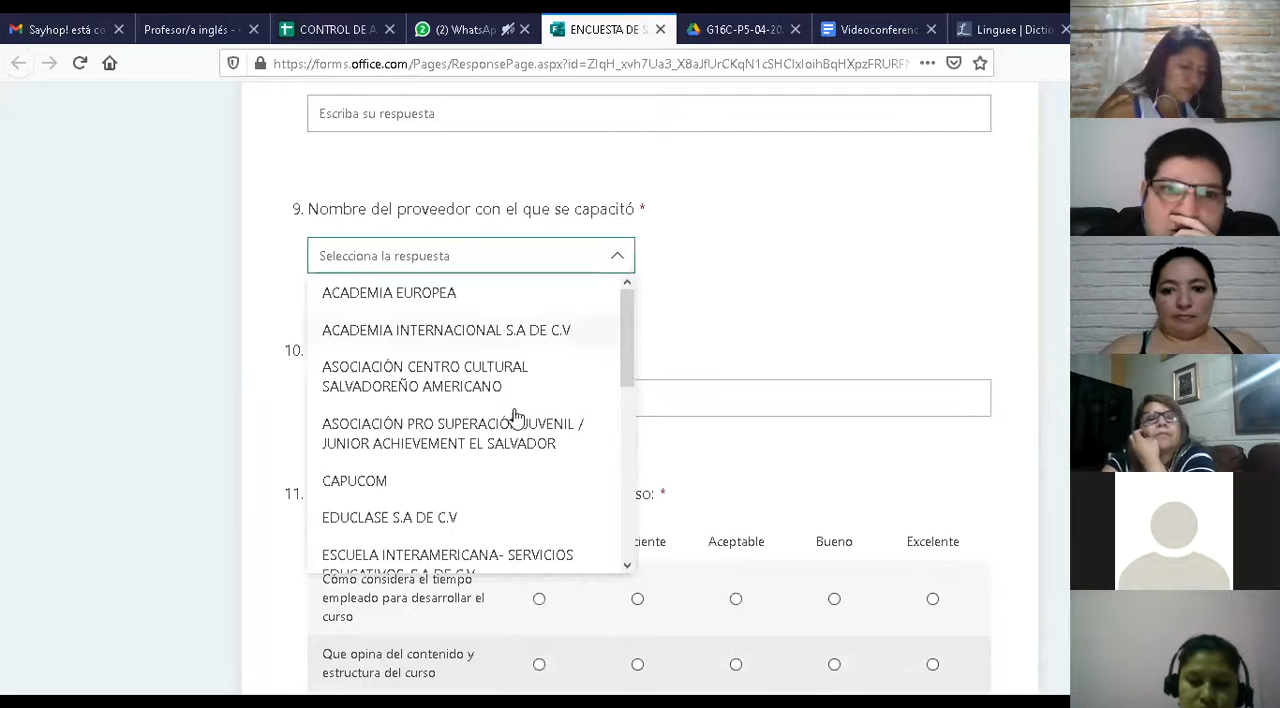 Sayhop! está co
Profesor/a inglés -
CONTROL DE A
(2) WhatsAp
ENCUESTA DE S
G16C-P5-04-20
Videoconferenc
Linguee | Dictio
https://forms.office.com/Pages/ResponsePage.aspx?
Escriba su respuesta
9. Nombre del proveedor con el que se capacitó *
Selecciona la respuesta
ACADEMIA EUROPEA
ACADEMIA INTERNACIONAL S.A DE C.V
10.
ASOCIACIÓN CENTRO CULTURAL
SALVADOREÑO AMERICANO
ASOCIACIÓN PRO SUPERACIÓN JUVENIL /
JUNIOR ACHIEVEMENT EL SALVADOR
CAPUCOM
11.
so: *
EDUCLASE S.A DE C.V
ciente Aceptable Bueno Excelente
ESCUELA INTERAMERICANA- SERVICIOS
EDUCATIVOS, S.A DE C.V
Como considera el tiempo
empleado para desarrollar el
curso
Que opina del contenido y
estructura del curso